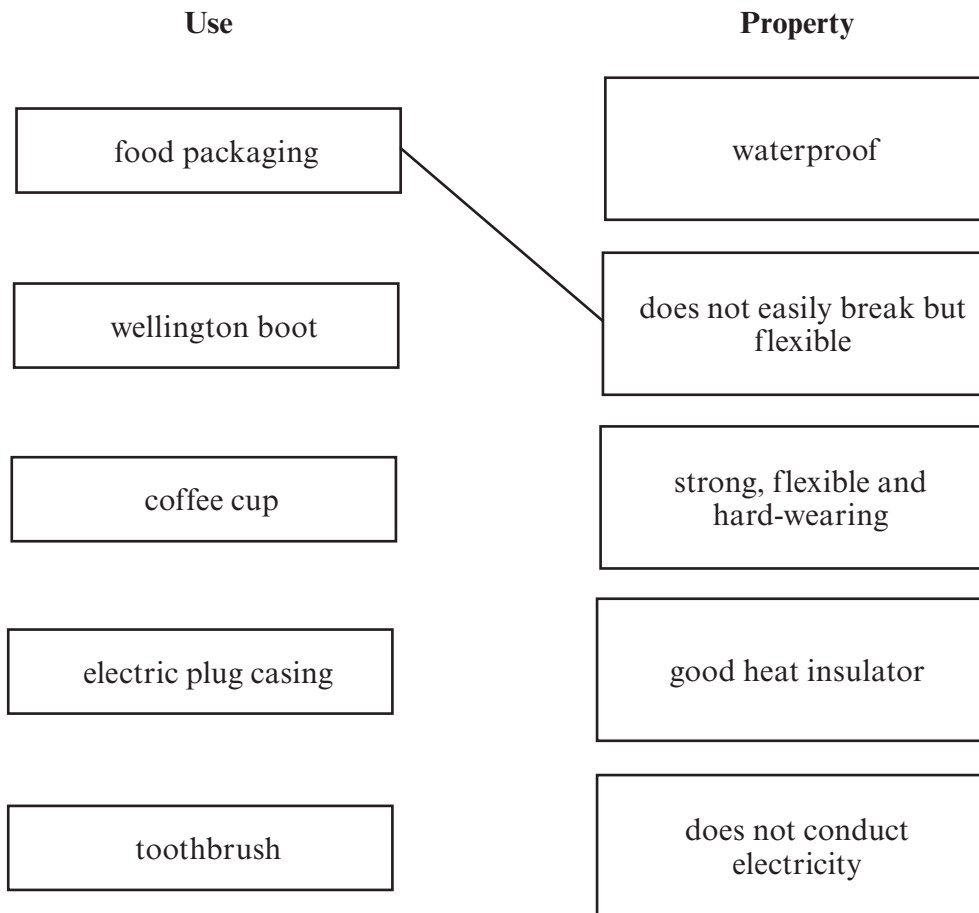 Use
Property
food packaging
waterproof
wellington boot
does not easily break but
flexible
coffee cup
strong, flexible and
hard-wearing
electric plug casing
good heat insulator
toothbrush
does not conduct
electricity